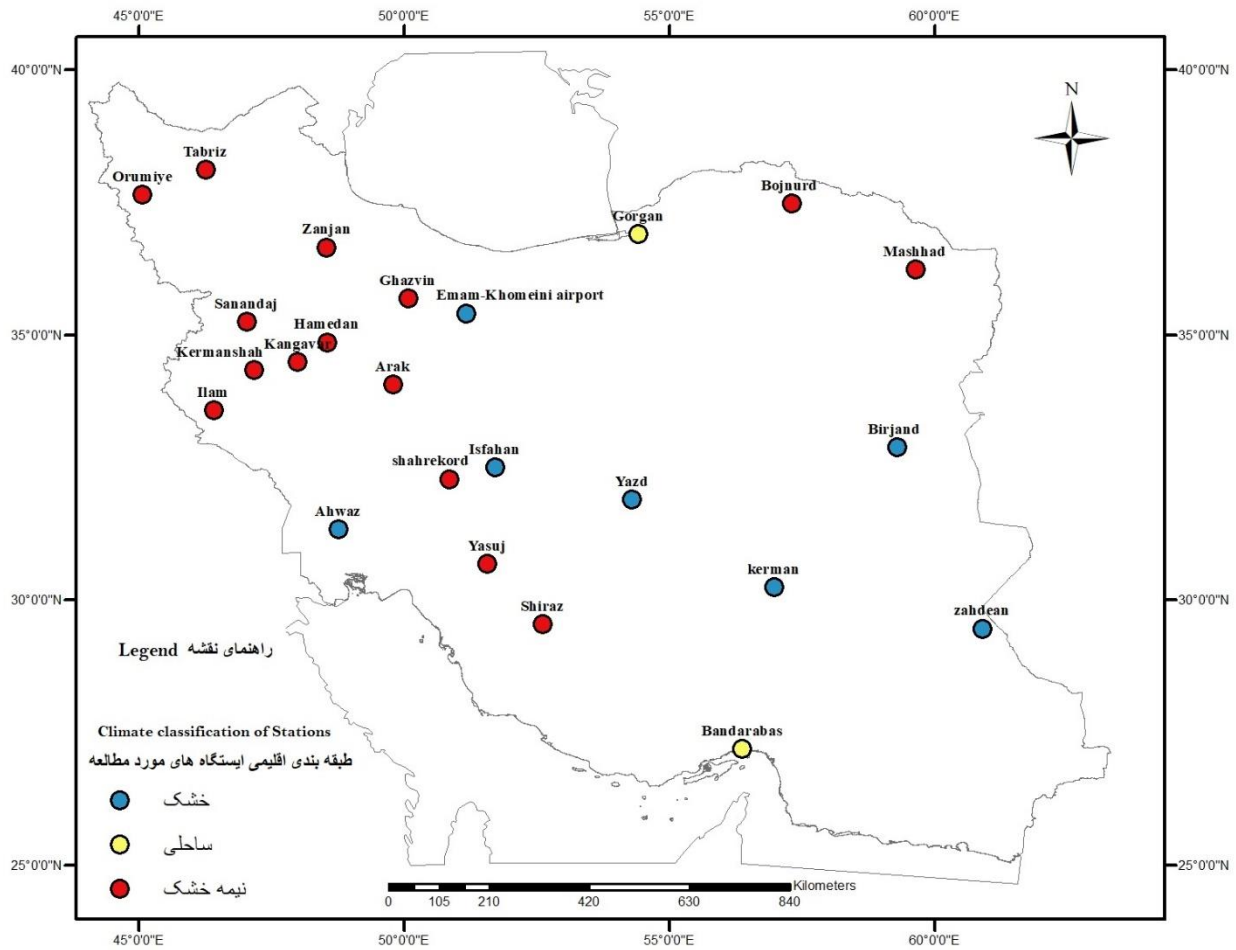 45°0'0"E 50°0'0"E 55°0'0"E 60°0'0"E
40°0'0"N 40°0'0"N
N
Tabriz
Orumiye
Bojnurd
Gorgan
Zanjan
Mashhad
Ghazvin
Emam-Khomeini airport
Sanandaj
Hamedan
35°0'0"N 35°0'0"N
Kangavar
Kermanshah
Arak
Ilam
Birjand
Isfahan
shahrekord
Yazd
Ahwaz
Yasuj
kerman
30°0'0"N 30°0'0"N
Shiraz
zahdean
Legend راهنمای نقشه
Bandarabas
Climate classification of Stations
طبقه بندی اقلیمی ایستگاه های مورد مطالعه
خشک
ساحلی
نیمه خشک
25°0'0"N 25°0'0"N
Kilometers
0 105 210 420 630 840
45°0'0"E 50°0'0"E 55°0'0"E 60°0'0"E